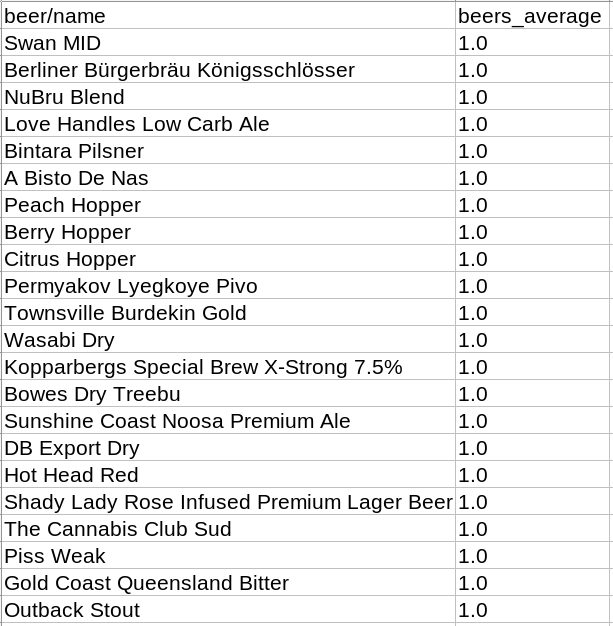 beer/name beers_average
Swan MID 1.0
Berliner Bürgerbräu Königsschlösser 1.0
NuBru Blend 1.0
Love Handles Low Carb Ale 1.0
Bintara Pilsner 1.0
A Bisto De Nas 1.0
Peach Hopper 1.0
Berry Hopper 1.0
Citrus Hopper 1.0
Permyakov Lyegkoye Pivo 1.0
Townsville Burdekin Gold 1.0
Wasabi Dry 1.0
Kopparbergs Special Brew X-Strong 7.5% 1.0
Bowes Dry Treebu 1.0
Sunshine Coast Noosa Premium Ale 1.0
DB Export Dry 1.0
Hot Head Red 1.0
Shady Lady Rose Infused Premium Lager Beer 1.0
The Cannabis Club Sud 1.0
Piss Weak 1.0
Gold Coast Queensland Bitter 1.0
Outback Stout 1.0